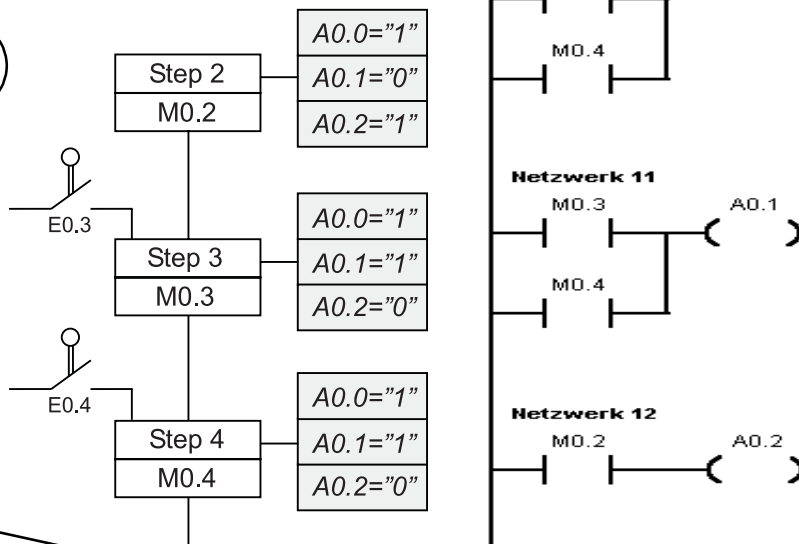 A0.0="1"
Step 2
A0.1="0"
M0.2
A0.2="1"
E0.3
A0.0="1"
Step 3
A0.1="1"
M0.3
A0.2="0"
E0.4
A0.0="1"
Step 4
A0.1="1"
M0.4
A0.2="0"
M0.4
Netzwerk 11
M0.3
A0.1
M0.4
Netzwerk 12
M0.2
A0.2